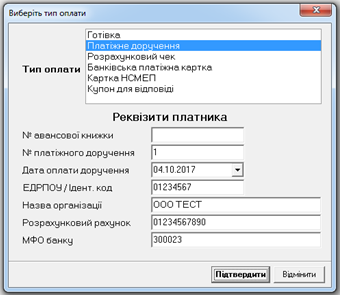 Виберіть тип оплати
Тип оплати
Готівка
Платіжне доручення
Розрахунковий чек
Банківська платіжна картка
Картка НСМЕП
Купон для відповіді
Реквізити платника
№ авансової книжки
№ платіжного доручення 1
Дата оплати доручення 04.10.2017
ЕДРПОУ / Ідент. код 01234567
Назва організації ООО ТЕСТ
Розрахунковий рахунок 01234567890
МФО банку 300023
Підтвердити Відмінити